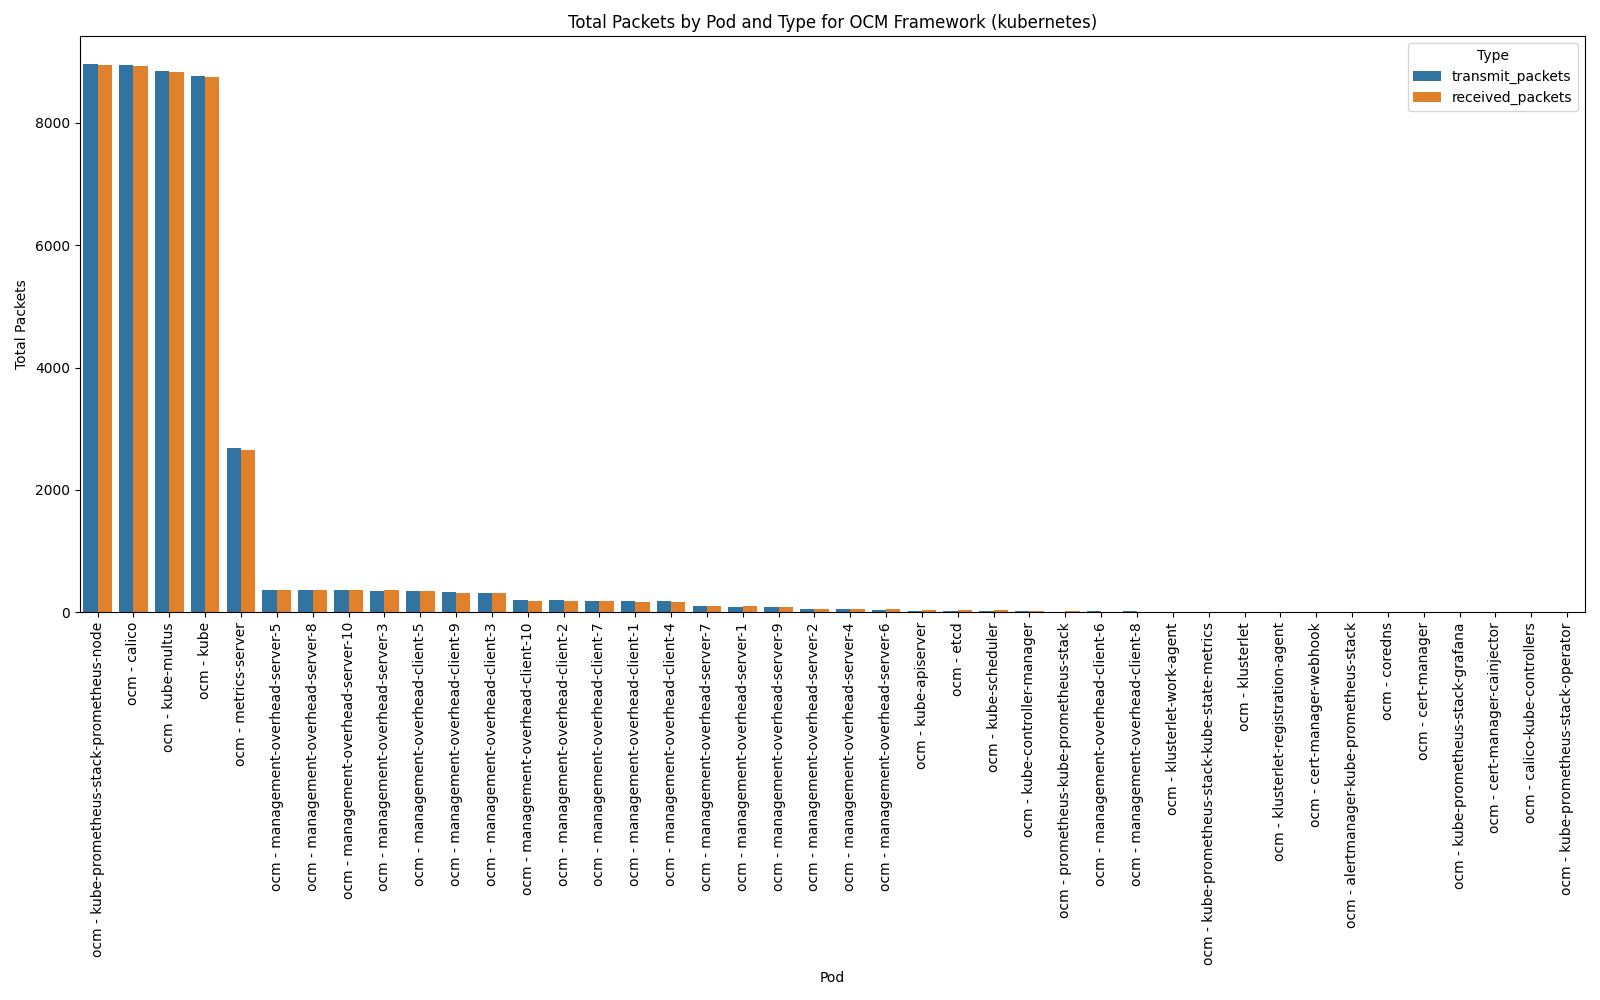 Total Packets by Pod and Type for OCM Framework (kubernetes)
Type
transmit_packets
received_packets
Total Packets
8000
6000
4000
2000
0
ocm - kube-prometheus-stack-prometheus-node
ocm - calico
ocm - kube-multus
ocm - kube
ocm - metrics-server
ocm - management-overhead-server-5
ocm - management-overhead-server-8
ocm - management-overhead-server-10
ocm - management-overhead-server-3
ocm - management-overhead-client-5
ocm - management-overhead-client-9
ocm - management-overhead-client-3
ocm - management-overhead-client-10
ocm - management-overhead-client-2
ocm - management-overhead-client-7
ocm - management-overhead-client-1
ocm - management-overhead-client-4
ocm - management-overhead-server-7
ocm - management-overhead-server-1
ocm - management-overhead-server-9
ocm - management-overhead-server-2
ocm - management-overhead-server-4
ocm - management-overhead-server-6
ocm - kube-apiserver
ocm - etcd
ocm - kube-scheduler
ocm - kube-controller-manager
ocm - prometheus-kube-prometheus-stack
ocm - management-overhead-client-6
ocm - management-overhead-client-8
ocm - klusterlet-work-agent
ocm - kube-prometheus-stack-kube-state-metrics
ocm - klusterlet
ocm - klusterlet-registration-agent
ocm - cert-manager-webhook
ocm - alertmanager-kube-prometheus-stack
ocm - coredns
ocm - cert-manager
ocm - kube-prometheus-stack-grafana
ocm - cert-manager-cainjector
ocm - calico-kube-controllers
ocm - kube-prometheus-stack-operator
Pod